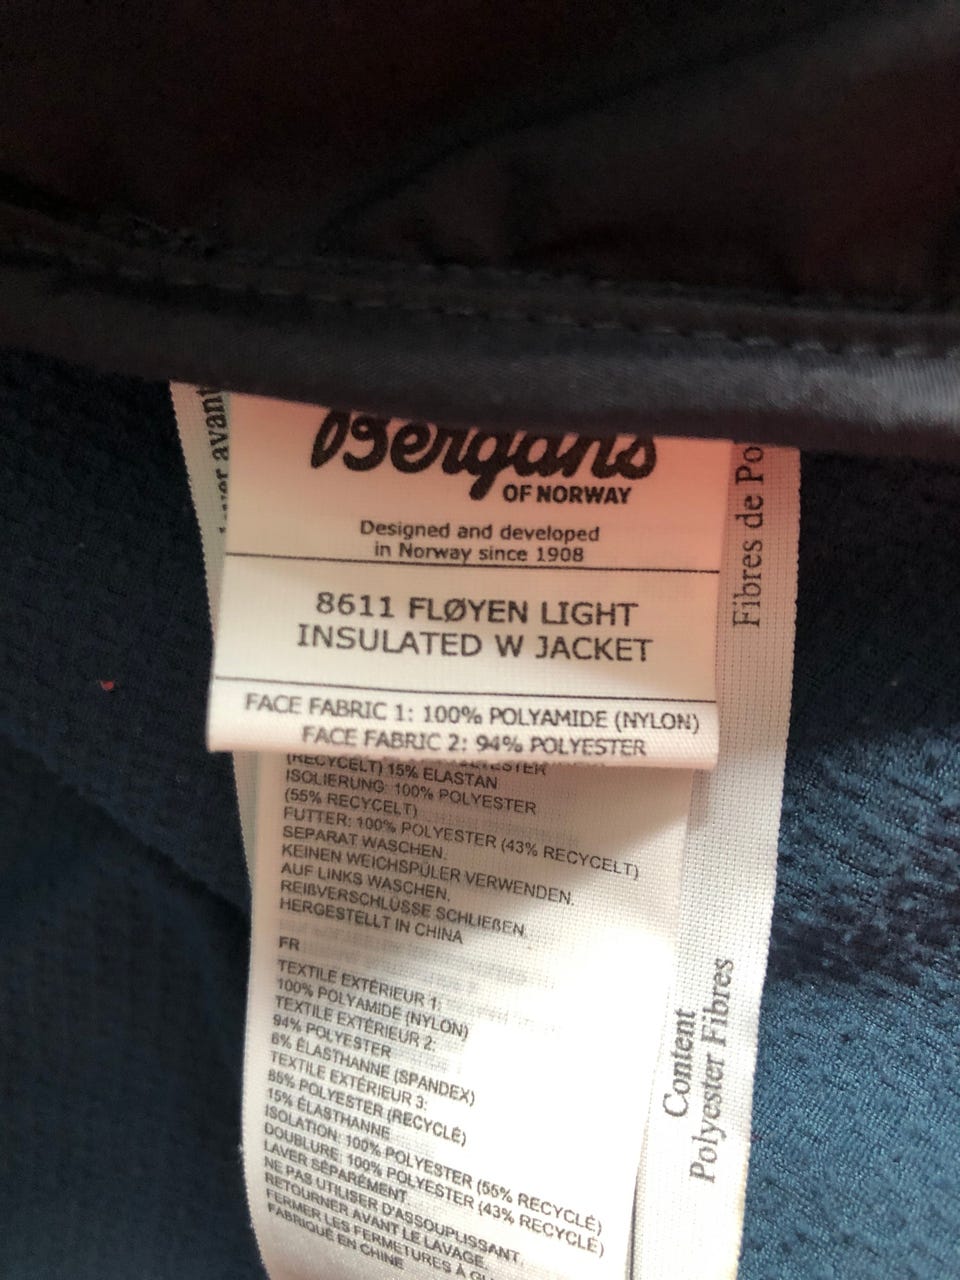 Bergans
OF NORWAY
Designed and developed
in Norway since 1908
8611 FLØYEN LIGHT
INSULATED W JACKET
FACE FABRIC 1: 100% POLYAMIDE (NYLON)
FACE FABRIC 2: 94% POLYESTER
(RECYCELT) 15% ELASTAN
ISOLIERUNG: 100% POLYESTER
(55% RECYCELT)
FUTTER: 100% POLYESTER (43% RECYCELT)
SEPARAT WASCHEN.
KEINEN WEICHSPÜLER VERWENDEN.
AUF LINKS WASCHEN,
REIßVERSCHLÜSSE SCHLIEßEN.
HERGESTELLT IN CHINA
FR
TEXTILE EXTÉRIEUR 1:
100% POLYAMIDE (NYLON)
TEXTILE EXTÉRIEUR 2:
94% POLYESTER
6% ÉLASTHANNE (SPANDEX)
TEXTILE EXTÉRIEUR 3:
85% POLYESTER (RECYCLÉ)
15% ÉLASTHANNE
ISOLATION: 100% POLYESTER (55% RECYCLÉ)
DOUBLURE: 100% POLYESTER (43% RECYCLÉ)
LAVER SÉPARÉMENT.
NE PAS UTILISER D'ASSOUPLISSANT.
RETOURNER AVANT LE LAVAGE,
FERMER LES FERMETURES À
FABRIQUÉ EN CHINE
avant
Fibres de Po
Content
Polyester Fibres